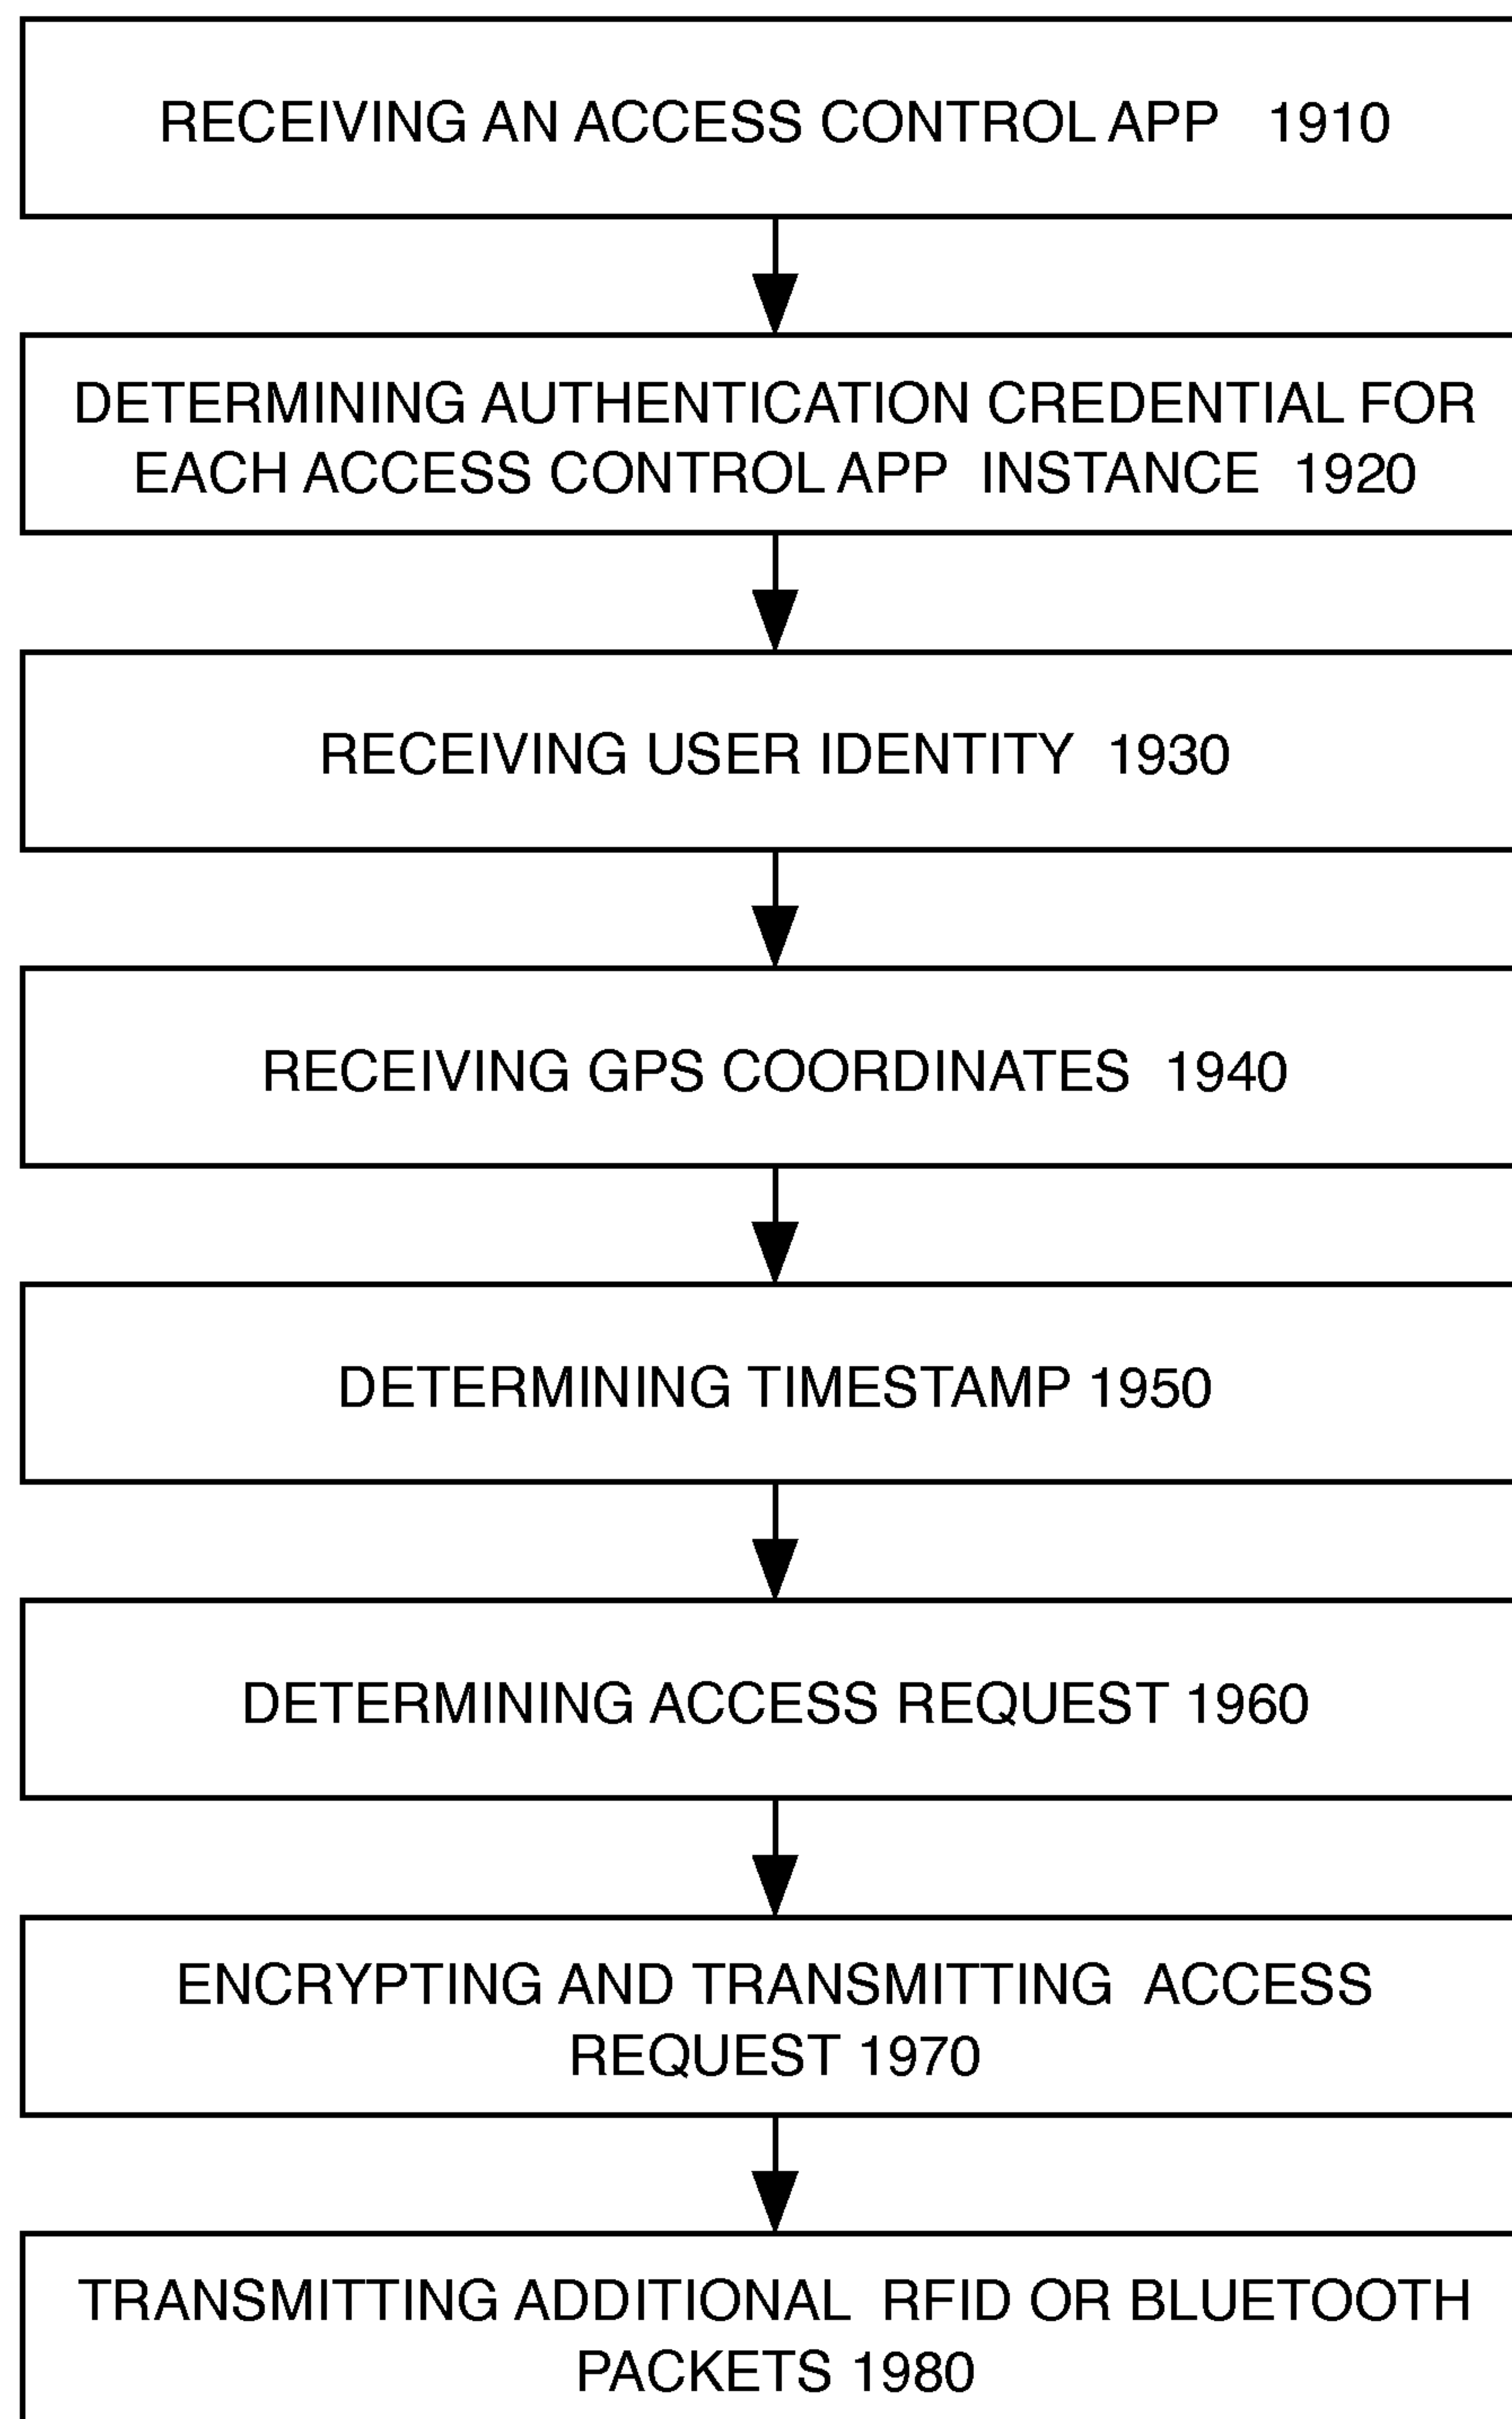 RECEIVING AN ACCESS CONTROL APP 1910
DETERMINING AUTHENTICATION CREDENTIAL FOR
EACH ACCESS CONTROL APP INSTANCE 1920
RECEIVING USER IDENTITY 1930
RECEIVING GPS COORDINATES 1940
DETERMINING TIMESTAMP 1950
DETERMINING ACCESS REQUEST 1960
ENCRYPTING AND TRANSMITTING ACCESS
REQUEST 1970
TRANSMITTING ADDITIONAL RFID OR BLUETOOTH
PACKETS 1980